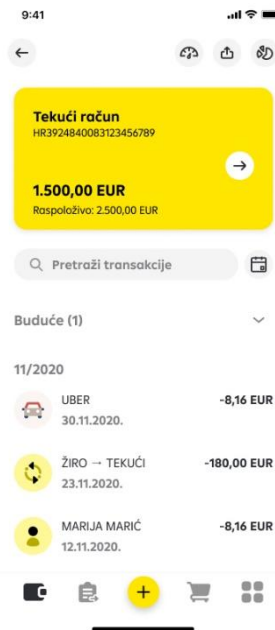 9:41
Tekući račun
HR3924840083123456789
1.500,00 EUR
Raspoloživo: 2.500,00 EUR
Pretraži transakcije
Buduće (1)
11/2020
UBER -8,16 EUR
30.11.2020.
ŽIRO → TEKUĆI -180,00 EUR
23.11.2020.
MARIJA MARIĆ -8,16 EUR
12.11.2020.